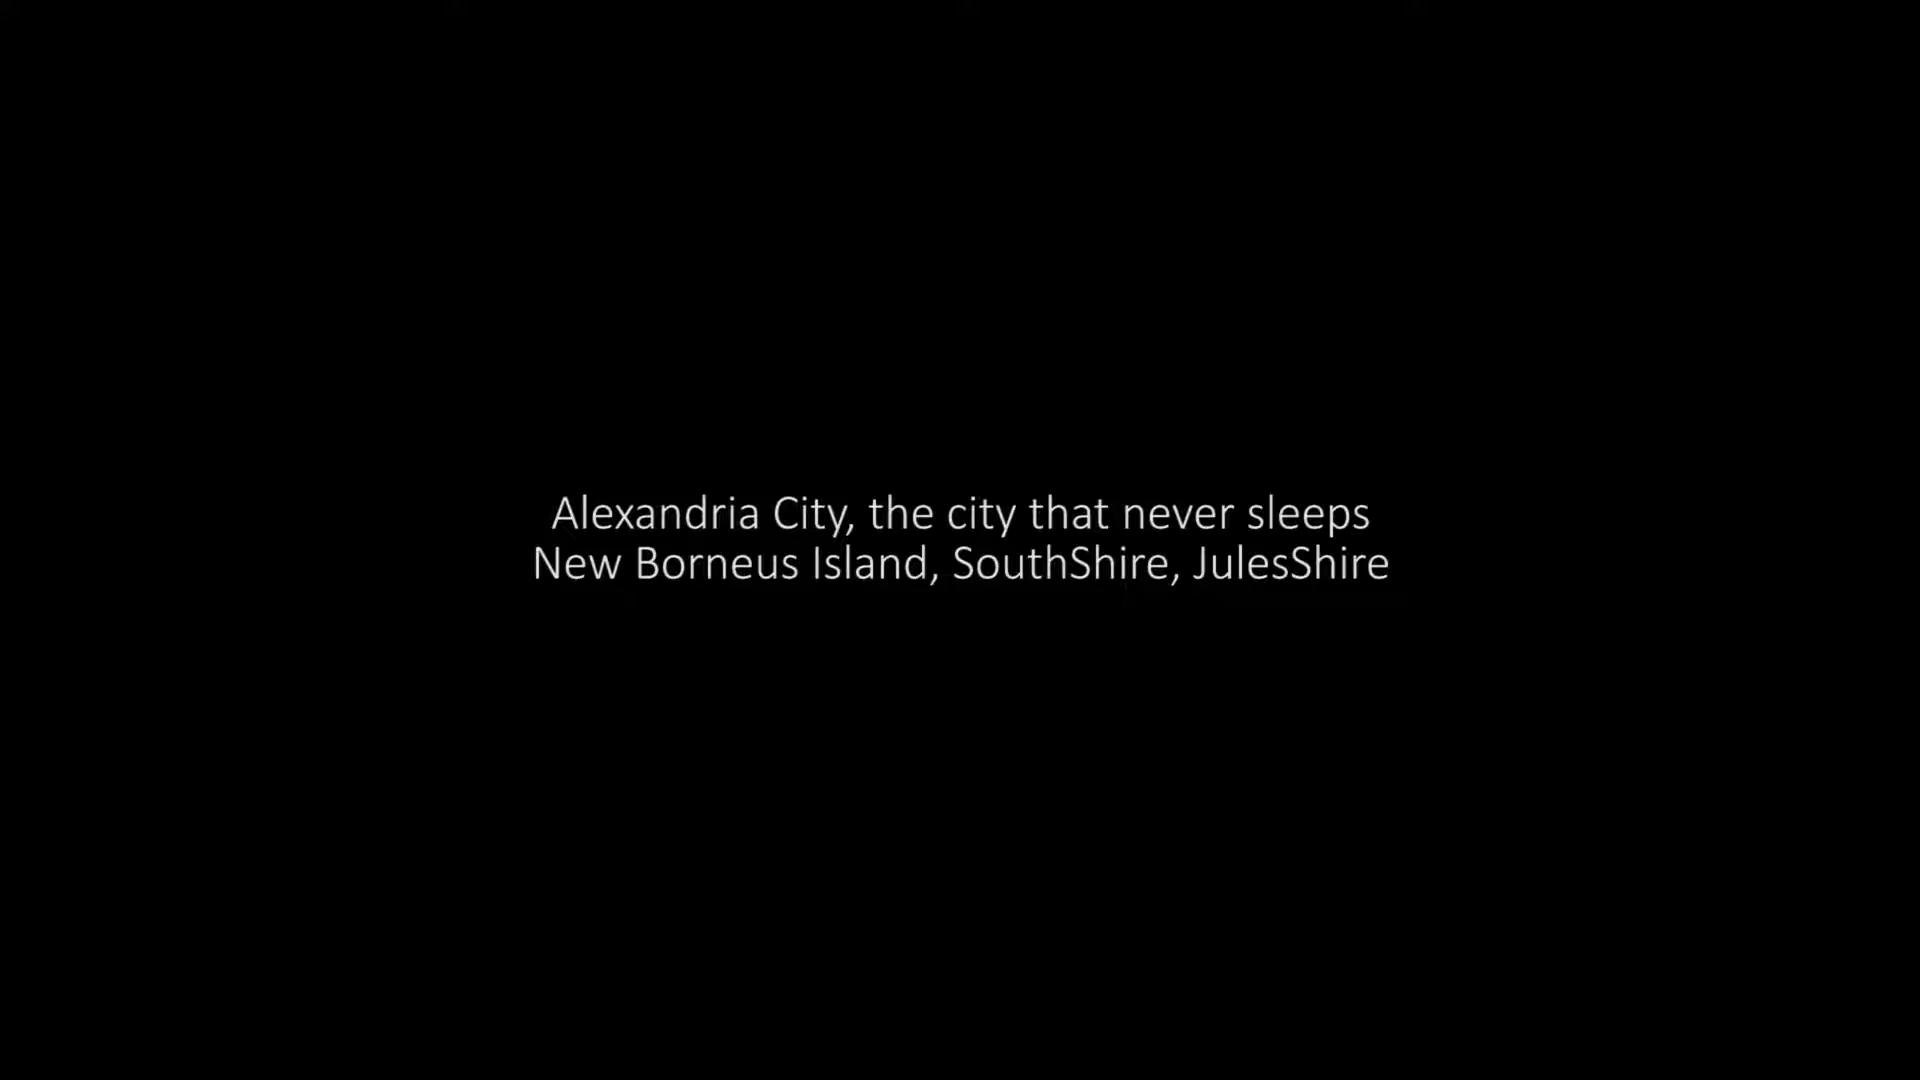 Alexandria City, the city that never sleeps
New Borneus Island, SouthShire, JulesShire